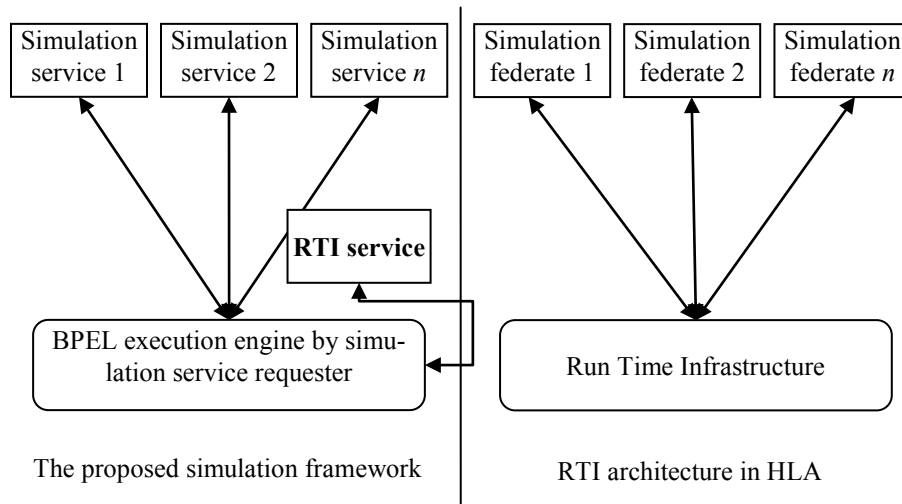 Simulation
service 1
Simulation
service 2
Simulation
service n
Simulation
federate 1
Simulation
federate 2
Simulation
federate n
RTI service
BPEL execution engine by simu-
lation service requester
Run Time Infrastructure
The proposed simulation framework
RTI architecture in HLA